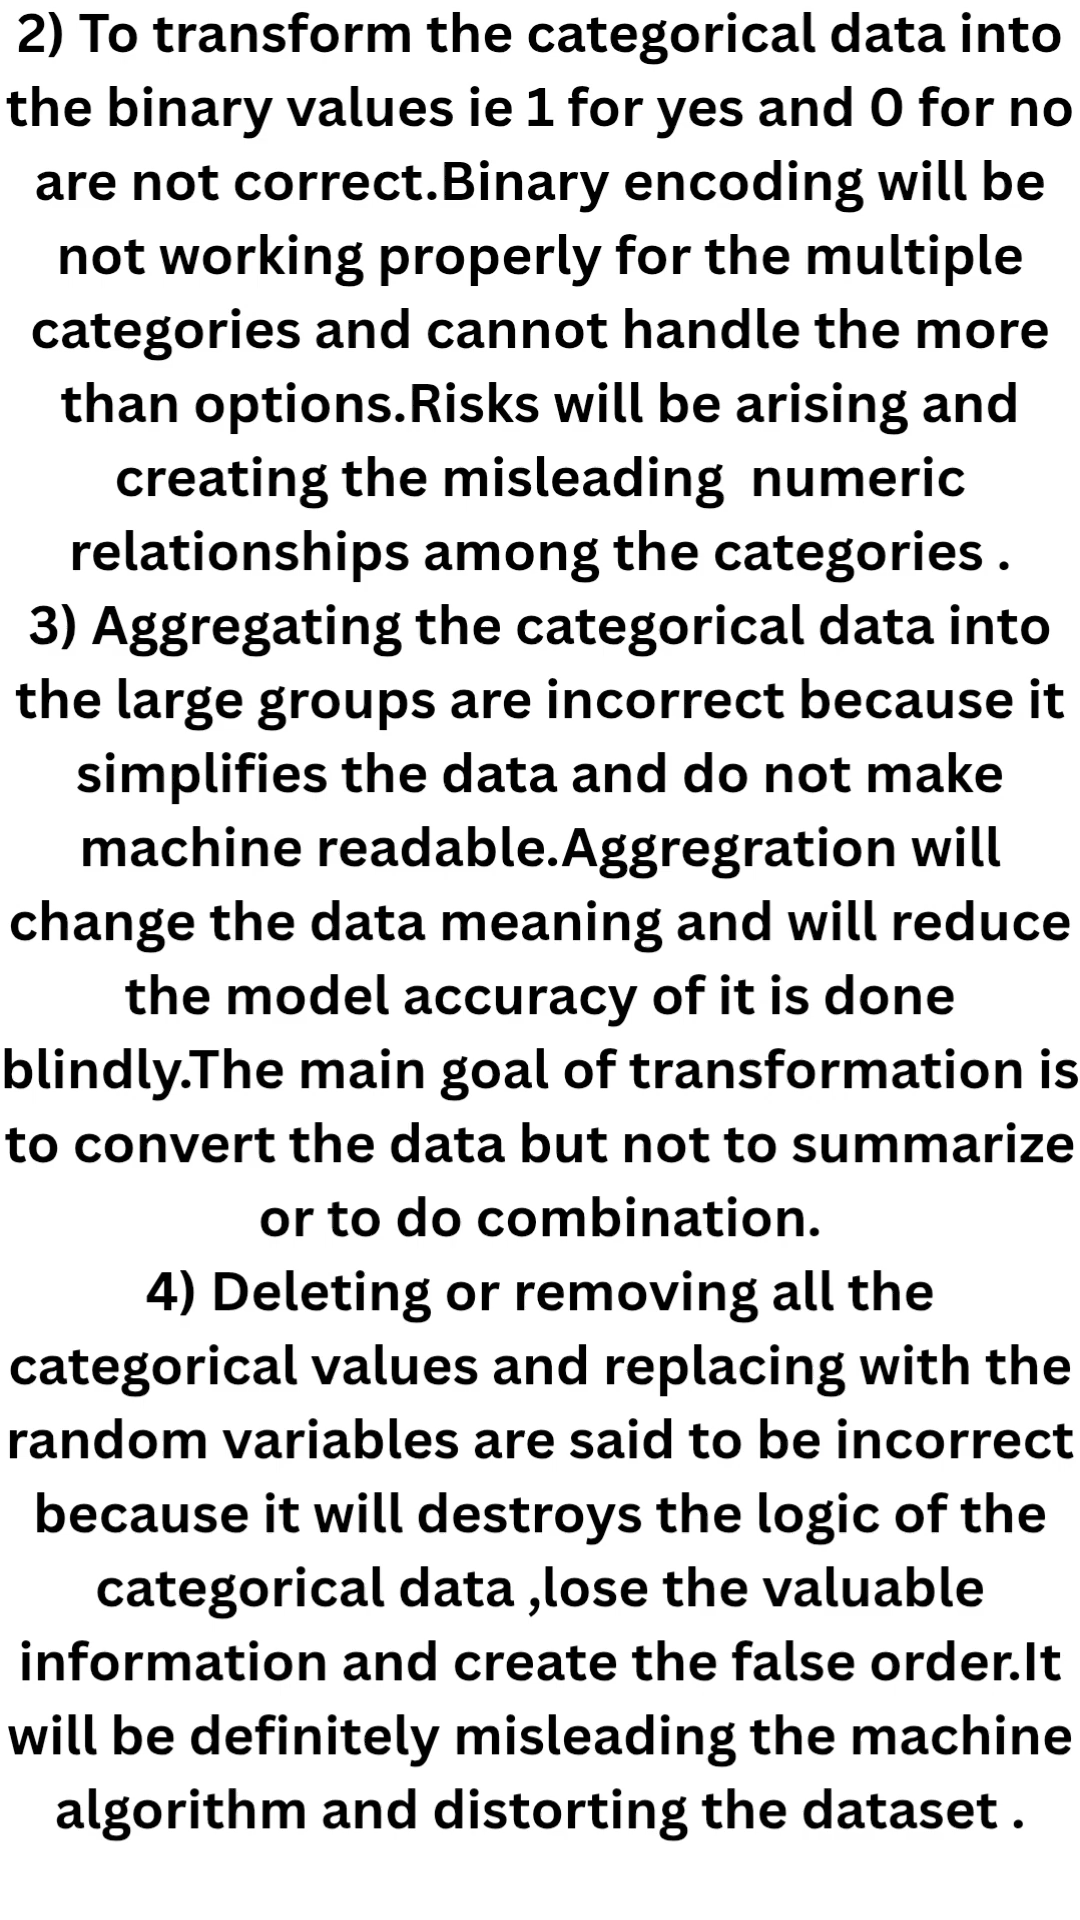 2) To transform the categorical data into
the binary values ie 1 for yes and 0 for no
are not correct.Binary encoding will be
not working properly for the multiple
categories and cannot handle the more
than options.Risks will be arising and
creating the misleading  numeric
relationships among the categories .
3) Aggregating the categorical data into
the large groups are incorrect because it
simplifies the data and do not make
machine readable.Aggregration will
change the data meaning and will reduce
the model accuracy of it is done
blindly.The main goal of transformation is
to convert the data but not to summarize
or to do combination.
4) Deleting or removing all the
categorical values and replacing with the
random variables are said to be incorrect
because it will destroys the logic of the
categorical data ,lose the valuable
information and create the false order.It
will be definitely misleading the machine
algorithm and distorting the dataset .